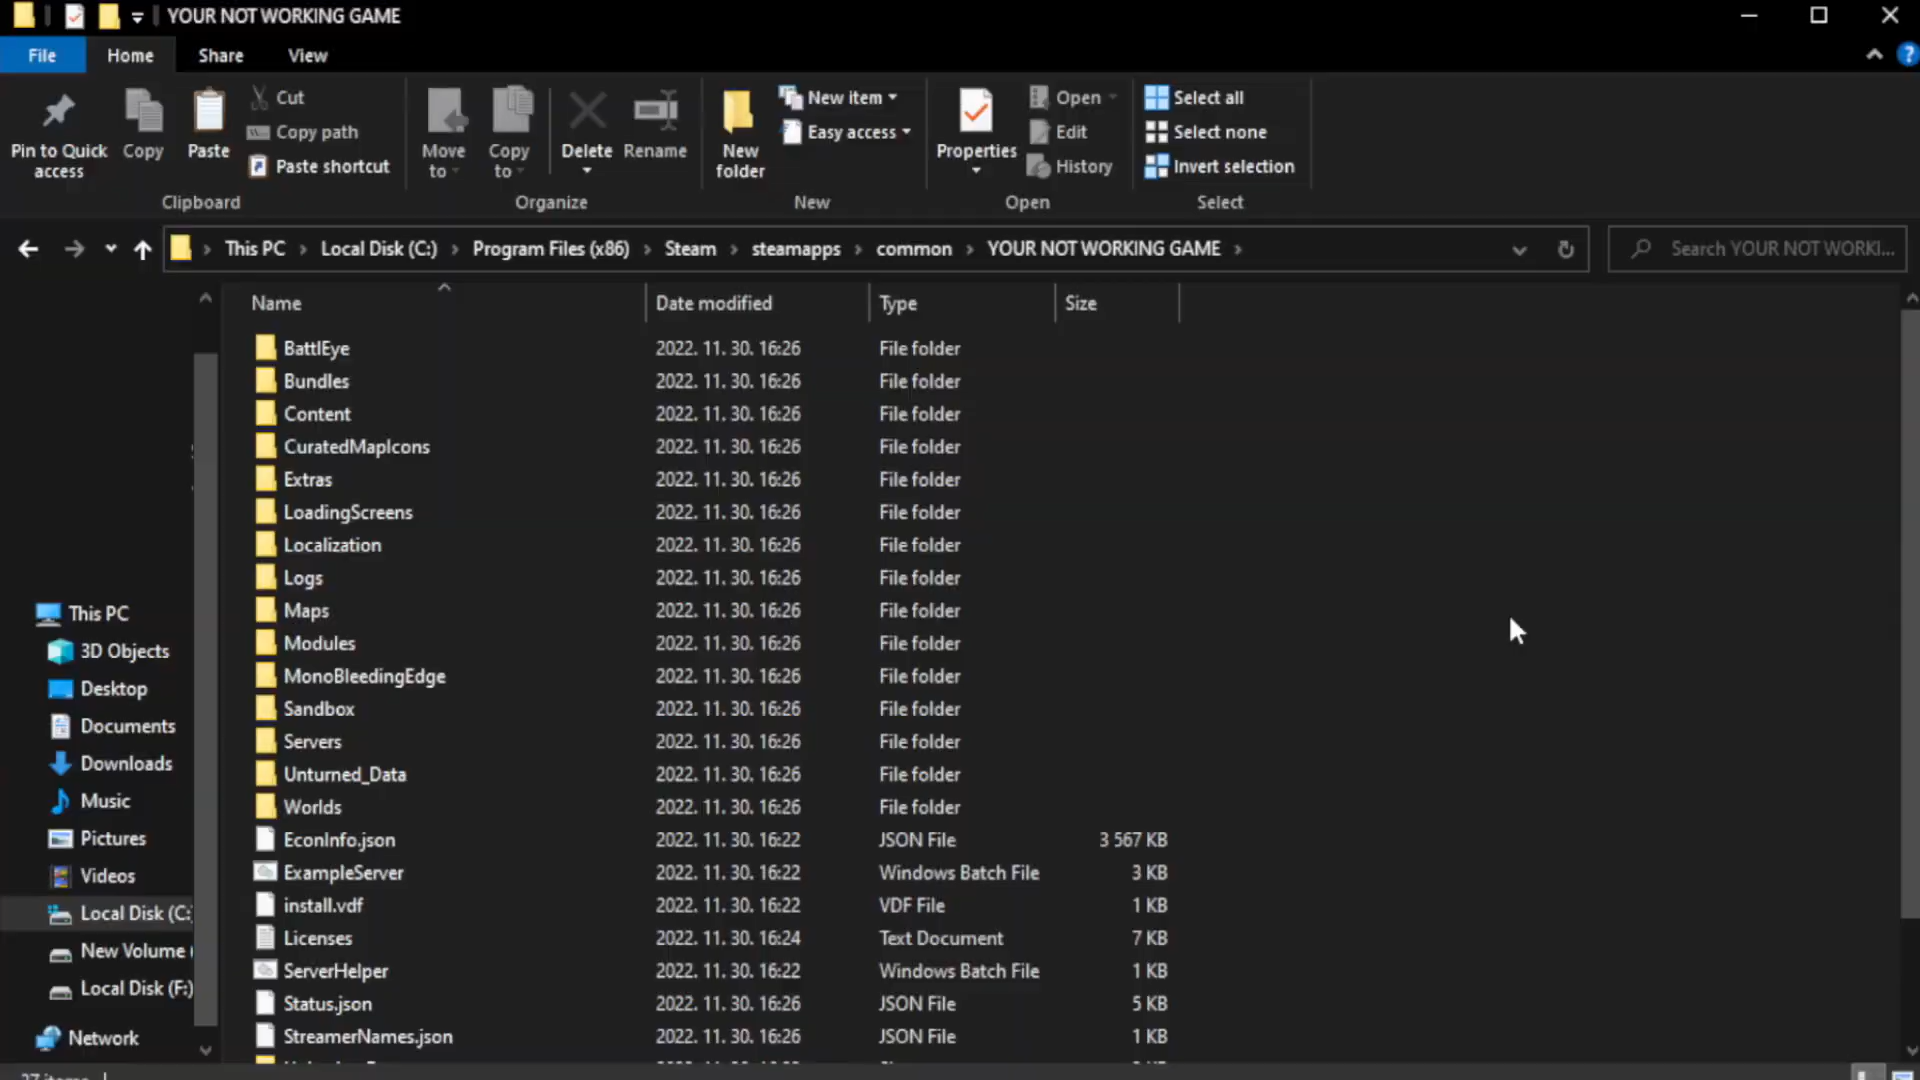 YOUR NOT WORKING GAME
File Home Share View
Pin to Quick access
Copy
Paste
Cut
Copy path
Paste shortcut
Clipboard
Move to
Copy to
Delete
Rename
Organize
New folder
New item
Easy access
New
Properties
Open
Edit
History
Open
Select all
Select none
Invert selection
Select
This PC Local Disk (C:) Program Files (x86) Steam steamapps common YOUR NOT WORKING GAME
Search YOUR NOT WORKI...
This PC
3D Objects
Desktop
Documents
Downloads
Music
Pictures
Videos
Local Disk (C:
New Volume (
Local Disk (F:)
Network
Name Date modified Type Size
BattlEye 2022. 11. 30. 16:26 File folder
Bundles 2022. 11. 30. 16:26 File folder
Content 2022. 11. 30. 16:26 File folder
CuratedMapIcons 2022. 11. 30. 16:26 File folder
Extras 2022. 11. 30. 16:26 File folder
LoadingScreens 2022. 11. 30. 16:26 File folder
Localization 2022. 11. 30. 16:26 File folder
Logs 2022. 11. 30. 16:26 File folder
Maps 2022. 11. 30. 16:26 File folder
Modules 2022. 11. 30. 16:26 File folder
MonoBleedingEdge 2022. 11. 30. 16:26 File folder
Sandbox 2022. 11. 30. 16:26 File folder
Servers 2022. 11. 30. 16:26 File folder
Unturned_Data 2022. 11. 30. 16:26 File folder
Worlds 2022. 11. 30. 16:26 File folder
EconInfo.json 2022. 11. 30. 16:22 JSON File 3 567 KB
ExampleServer 2022. 11. 30. 16:22 Windows Batch File 3 KB
install.vdf 2022. 11. 30. 16:22 VDF File 1 KB
Licenses 2022. 11. 30. 16:24 Text Document 7 KB
ServerHelper 2022. 11. 30. 16:22 Windows Batch File 1 KB
Status.json 2022. 11. 30. 16:26 JSON File 5 KB
StreamerNames.json 2022. 11. 30. 16:26 JSON File 1 KB